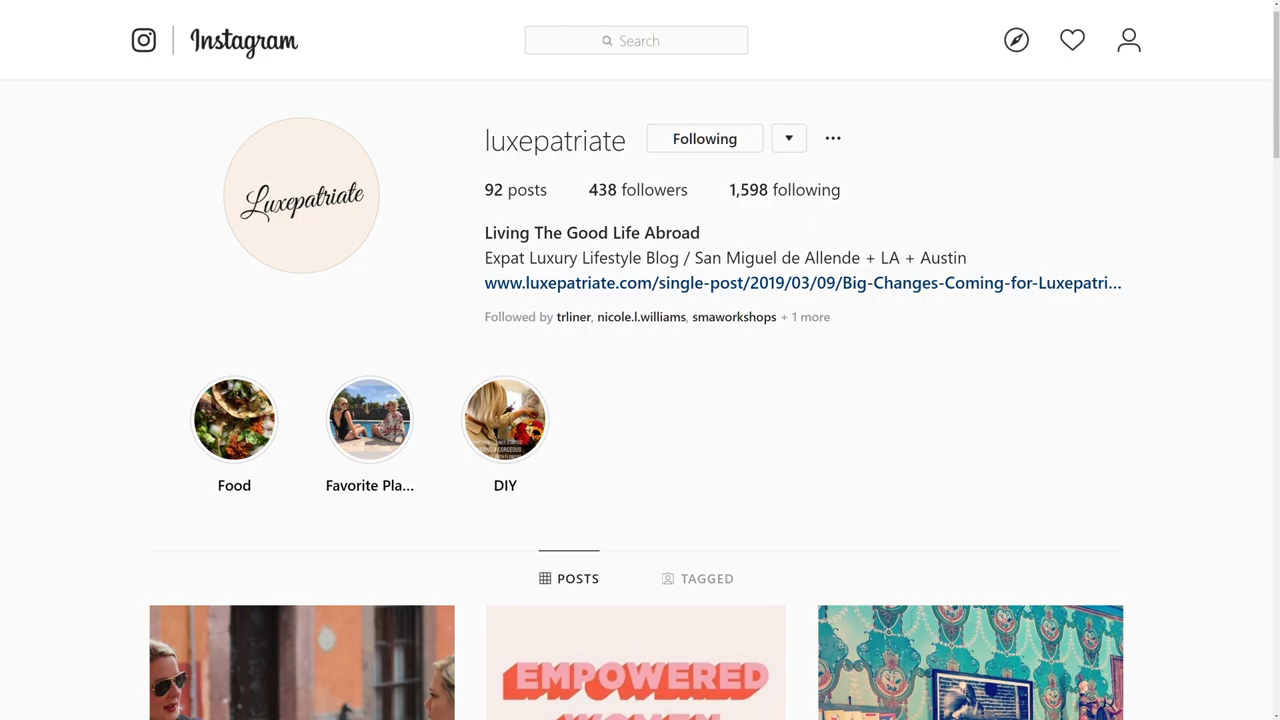 Instagram
Search
Luxepatriate
luxepatriate
Following
92 posts
438 followers
1,598 following
Living The Good Life Abroad
Expat Luxury Lifestyle Blog / San Miguel de Allende + LA + Austin
www.luxepatriate.com/single-post/2019/03/09/Big-Changes-Coming-for-Luxepatri...
Followed by trliner, nicole.l.williams, smaworkshops + 1 more
Food
Favorite Pla...
DIY
POSTS
TAGGED
EMPOWERED
WOMEN